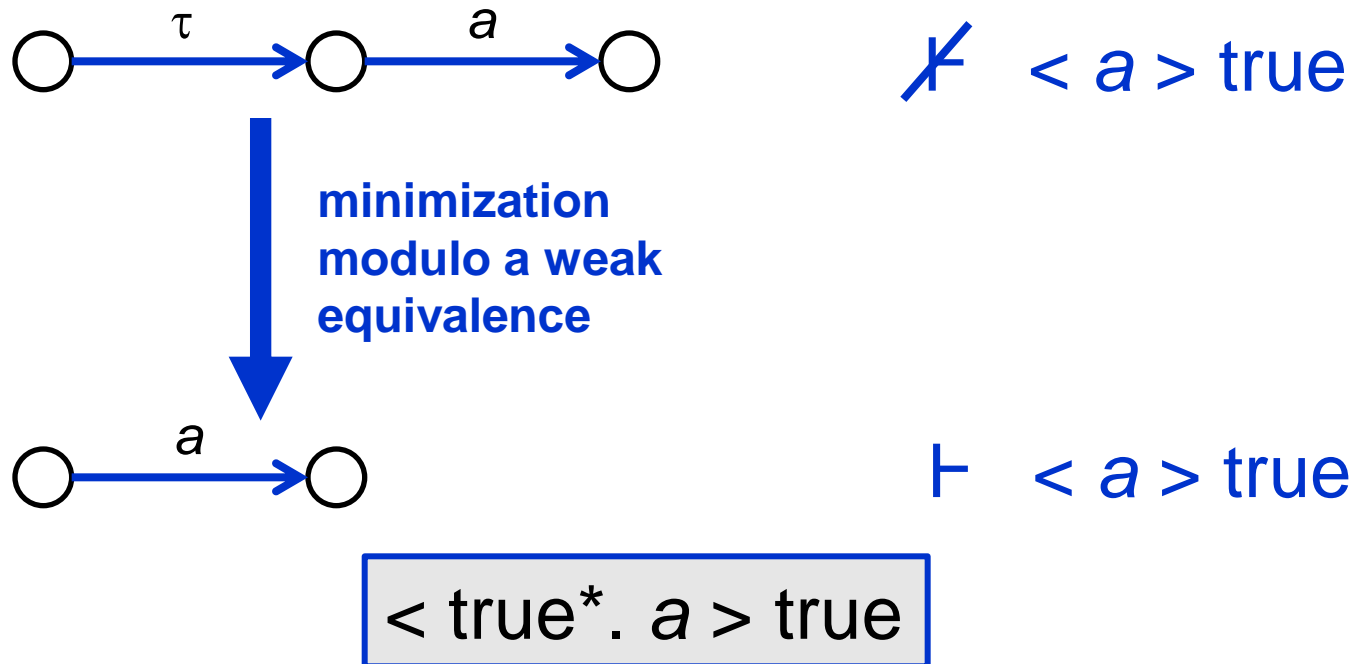 τ
a
⊬ < a > true
minimization
modulo a weak
equivalence
a
⊢ < a > true
< true*. a > true